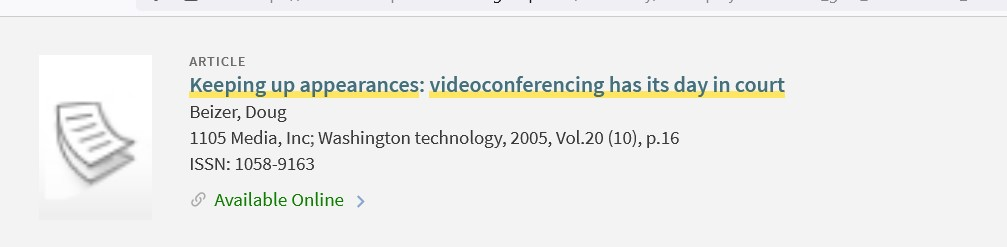 ARTICLE
Keeping up appearances: videoconferencing has its day in court
Beizer, Doug
1105 Media, Inc; Washington technology, 2005, Vol.20 (10), p.16
ISSN: 1058-9163
Available Online